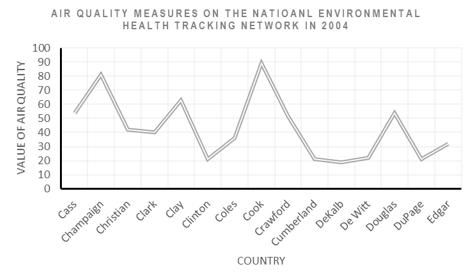 AIR QUALITY MEASURES ON THE NATIOANL ENVIRONMENTAL
HEALTH TRACKING NETWORK IN 2004
VALUE OF AIR QUALITY
100
90
80
70
60
50
40
30
20
10
0
Cass
Champaign
Christian
Clark
Clay
Clinton
Coles
Cook
Crawford
Cumberland
DeKalb
De Witt
Douglas
DuPage
Edgar
COUNTRY